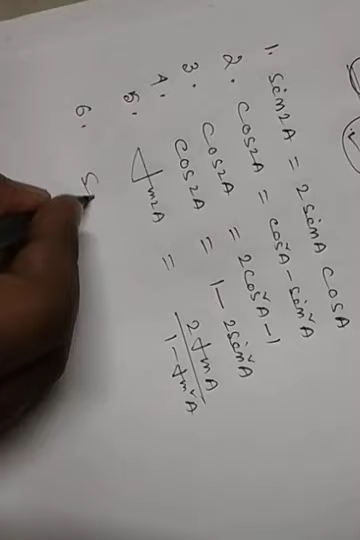 1. sin2A = 2sinA cosA
2. cos2A = cos²A - sin²A
3. cos2A = 2cos²A - 1
4. cos2A = 1 - 2sin²A
5. tan2A = 2tanA / 1 - tan²A
6. S